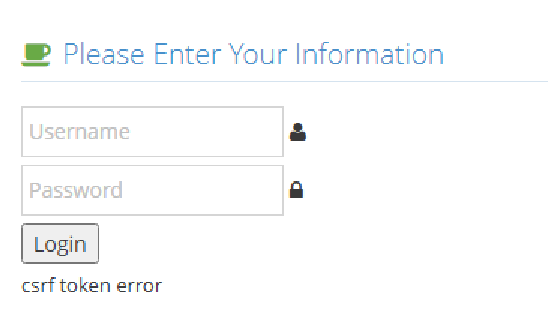 Please Enter Your Information
Username
Password
Login
csrf token error